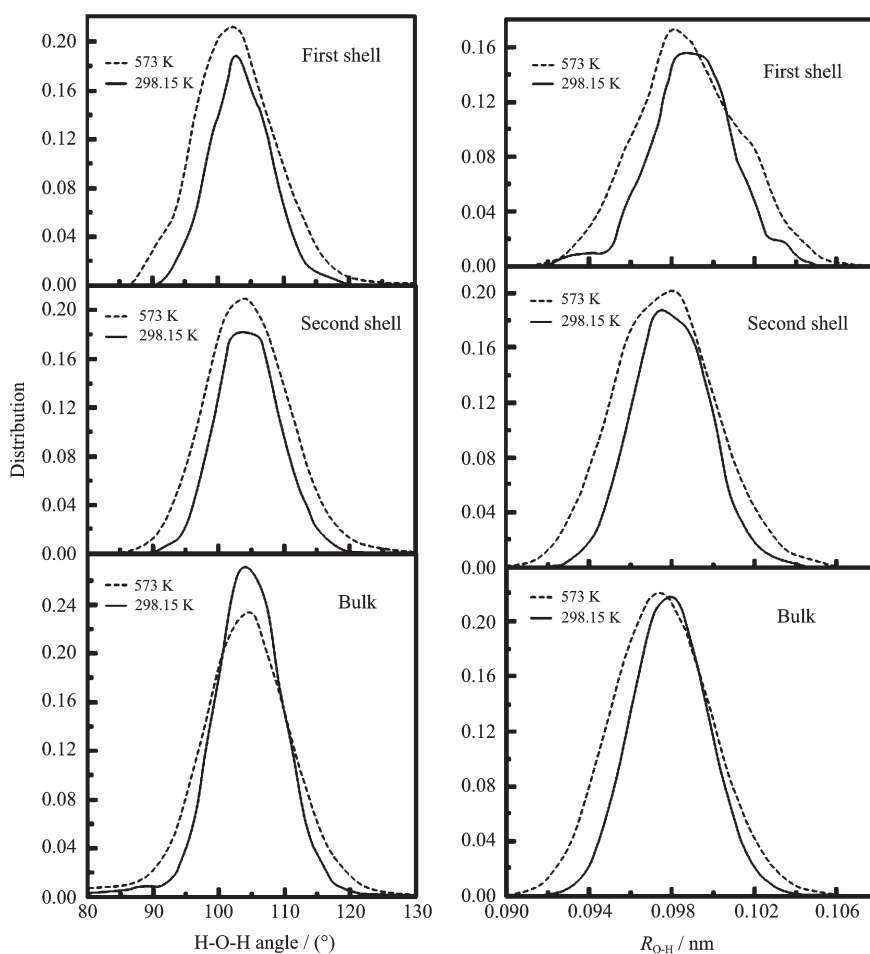 0.20
0.16
0.12
0.08
0.04
0.00
573 K
298.15 K
First shell
0.16
0.12
0.08
0.04
0.00
573 K
298.15 K
First shell
0.20
0.16
0.12
0.08
0.04
0.00
573 K
298.15 K
Second shell
0.20
0.16
0.12
0.08
0.04
0.00
573 K
298.15 K
Second shell
Distribution
0.24
0.20
0.16
0.12
0.08
0.04
0.00
573 K
298.15 K
Bulk
80 90 100 110 120 130
H-O-H angle / (°)
0.20
0.16
0.12
0.08
0.04
0.00
573 K
298.15 K
Bulk
0.090 0.094 0.098 0.102 0.106
R_{O-H} / nm